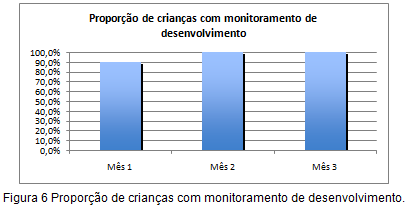 Proporção de crianças com monitoramento de
desenvolvimento
100,0%
90,0%
80,0%
70,0%
60,0%
50,0%
40,0%
30,0%
20,0%
10,0%
0,0%
Mês 1 Mês 2 Mês 3
Figura 6 Proporção de crianças com monitoramento de desenvolvimento.